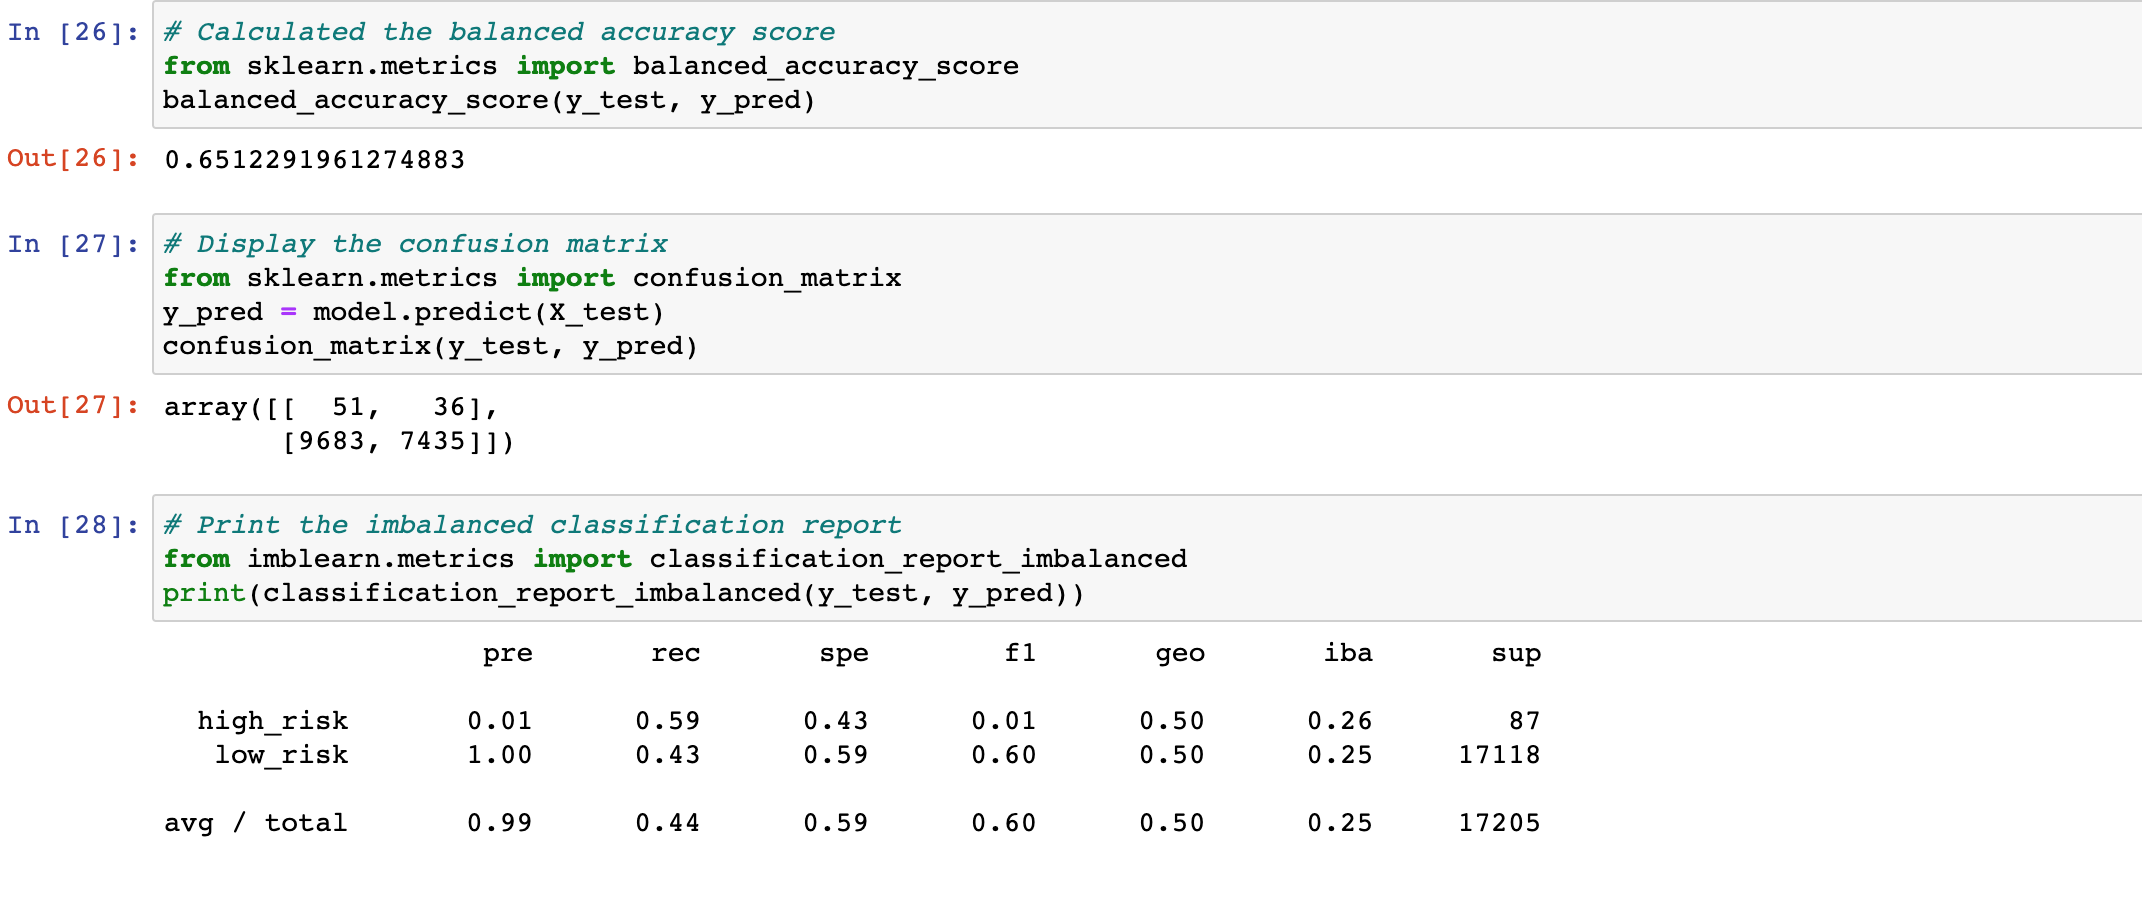 In [26]: # Calculated the balanced accuracy score
from sklearn.metrics import balanced_accuracy_score
balanced_accuracy_score(y_test, y_pred)
Out[26]: 0.6512291961274883
In [27]: # Display the confusion matrix
from sklearn.metrics import confusion_matrix
y_pred = model.predict(X_test)
confusion_matrix(y_test, y_pred)
Out[27]: array([[  51,   36],
       [9683, 7435]])
In [28]: # Print the imbalanced classification report
from imblearn.metrics import classification_report_imbalanced
print(classification_report_imbalanced(y_test, y_pred))
pre rec spe f1 geo iba sup
high_risk 0.01 0.59 0.43 0.01 0.50 0.26 87
low_risk 1.00 0.43 0.59 0.60 0.50 0.25 17118
avg / total 0.99 0.44 0.59 0.60 0.50 0.25 17205